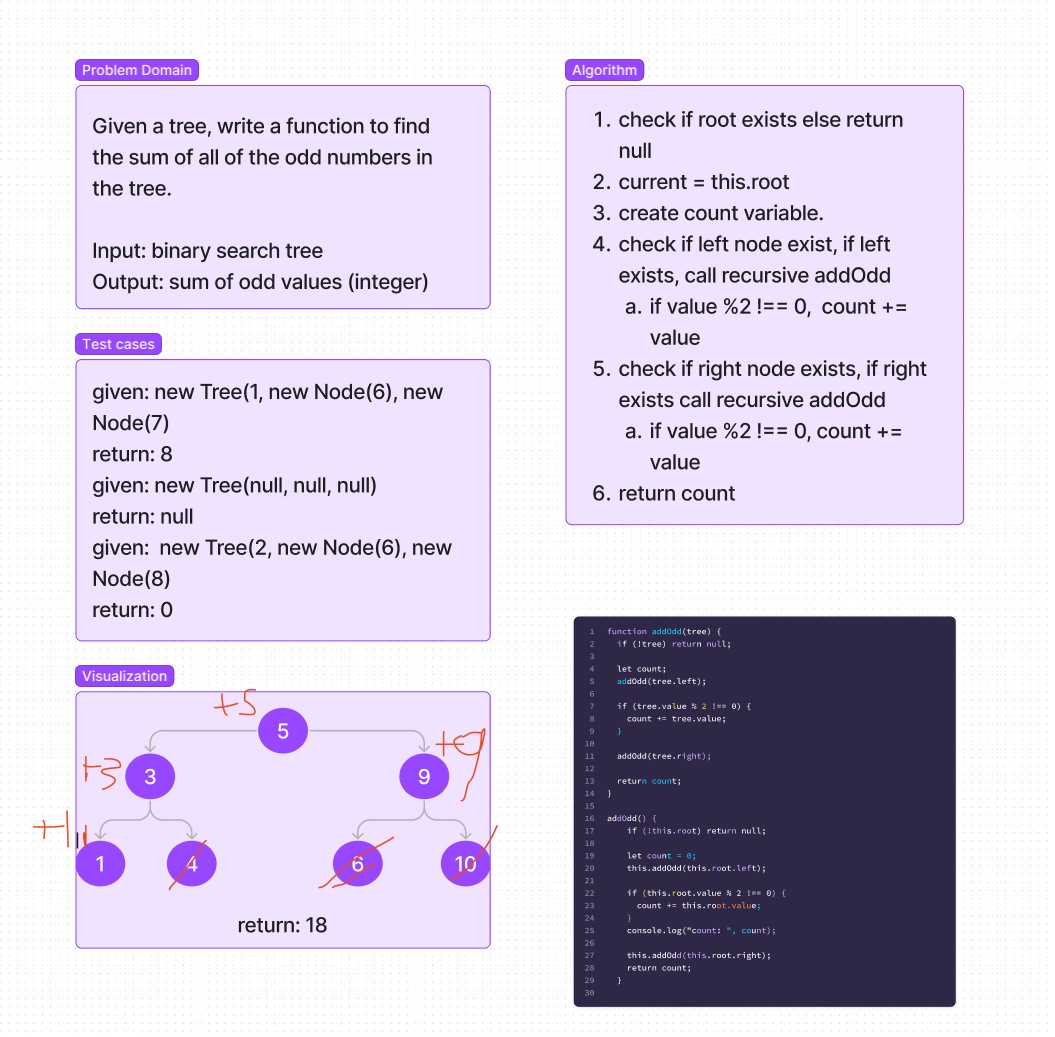 Problem Domain
Given a tree, write a function to find
the sum of all of the odd numbers in
the tree.
Input: binary search tree
Output: sum of odd values (integer)
Test cases
given: new Tree(1, new Node(6), new
Node(7)
return: 8
given: new Tree(null, null, null)
return: null
given:  new Tree(2, new Node(6), new
Node(8)
return: 0
Visualization
+5
5
+3
3
9
+9
+1
1
4
6
10
return: 18
Algorithm
1. check if root exists else return
null
2. current = this.root
3. create count variable.
4. check if left node exist, if left
exists, call recursive addOdd
a. if value %2 !== 0,  count +=
value
5. check if right node exists, if right
exists call recursive addOdd
a. if value %2 !== 0, count +=
value
6. return count
1 function addOdd(tree) {
2   if (!tree) return null;
3
4   let count;
5   addOdd(tree.left);
6
7   if (tree.value % 2 !== 0) {
8     count += tree.value;
9   }
10
11   addOdd(tree.right);
12
13   return count;
14 }
15
16 addOdd() {
17     if (!this.root) return null;
18
19     let count = 0;
20     this.addOdd(this.root.left);
21
22     if (this.root.value % 2 !== 0) {
23       count += this.root.value;
24     }
25     console.log("count: ", count);
26
27     this.addOdd(this.root.right);
28     return count;
29   }
30